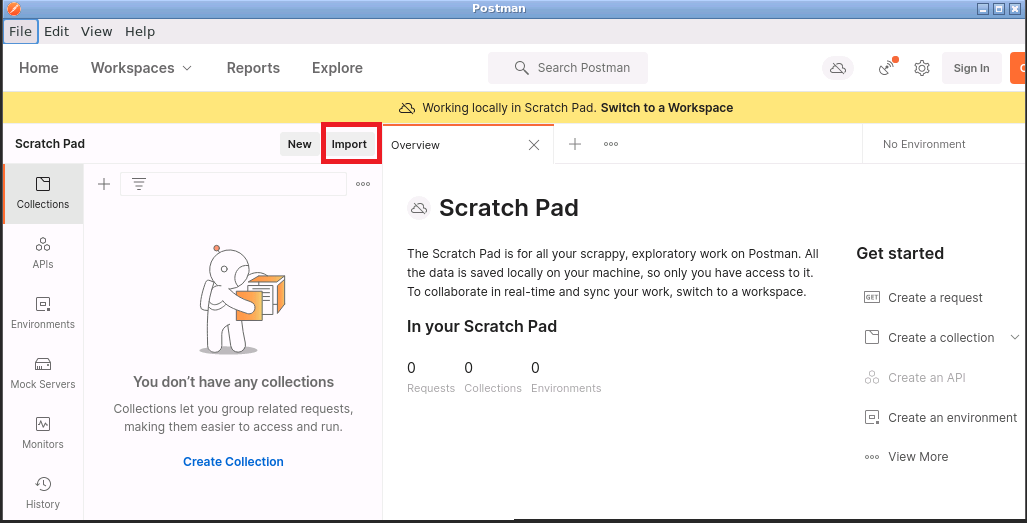 Postman
File Edit View Help
Home Workspaces Reports Explore Search Postman Sign In
Working locally in Scratch Pad. Switch to a Workspace
Scratch Pad New Import Overview No Environment
Collections
APIs
Environments
Mock Servers
Monitors
History
You don't have any collections
Collections let you group related requests,
making them easier to access and run.
Create Collection
Scratch Pad
The Scratch Pad is for all your scrappy, exploratory work on Postman. All
the data is saved locally on your machine, so only you have access to it.
To collaborate in real-time and sync your work, switch to a workspace.
In your Scratch Pad
0 0 0
Requests Collections Environments
Get started
GET Create a request
Create a collection
Create an API
Create an environment
View More